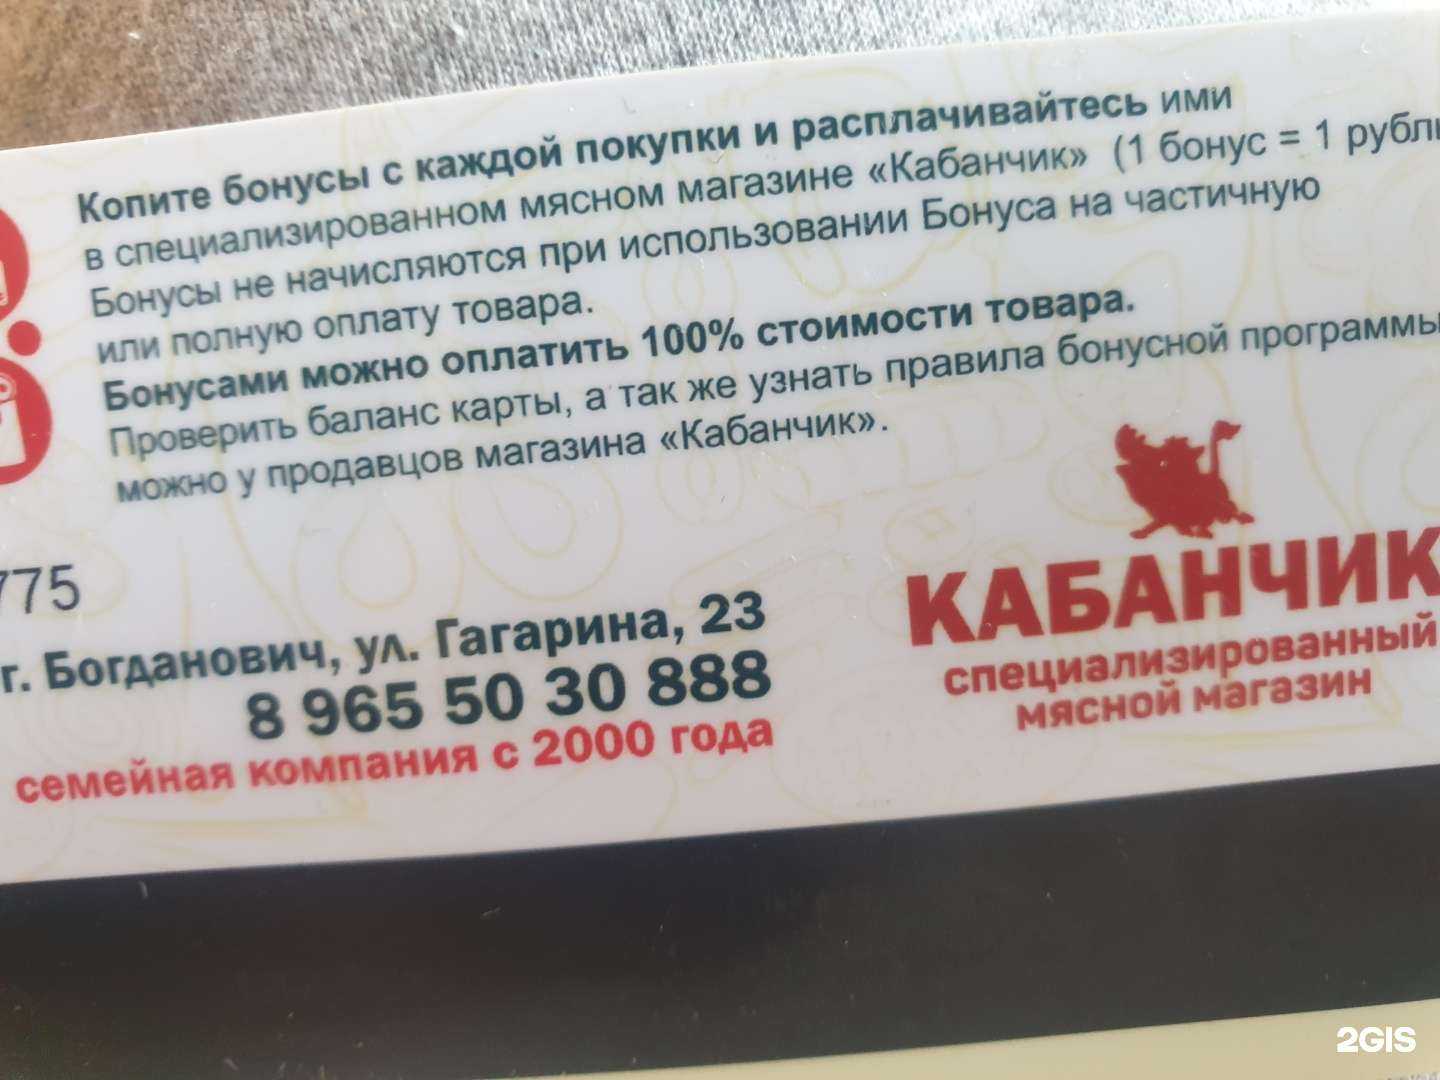 Копите бонусы с каждой покупки и расплачивайтесь ими
в специализированном мясном магазине «Кабанчик» (1 бонус = 1 рубль
Бонусы не начисляются при использовании Бонуса на частичную
или полную оплату товара.
Бонусами можно оплатить 100% стоимости товара.
Проверить баланс карты, а так же узнать правила бонусной программы
можно у продавцов магазина «Кабанчик».
775
г. Богданович, ул. Гагарина, 23
8 965 50 30 888
семейная компания с 2000 года
КАБАНЧИК
специализированный
мясной магазин
2GIS